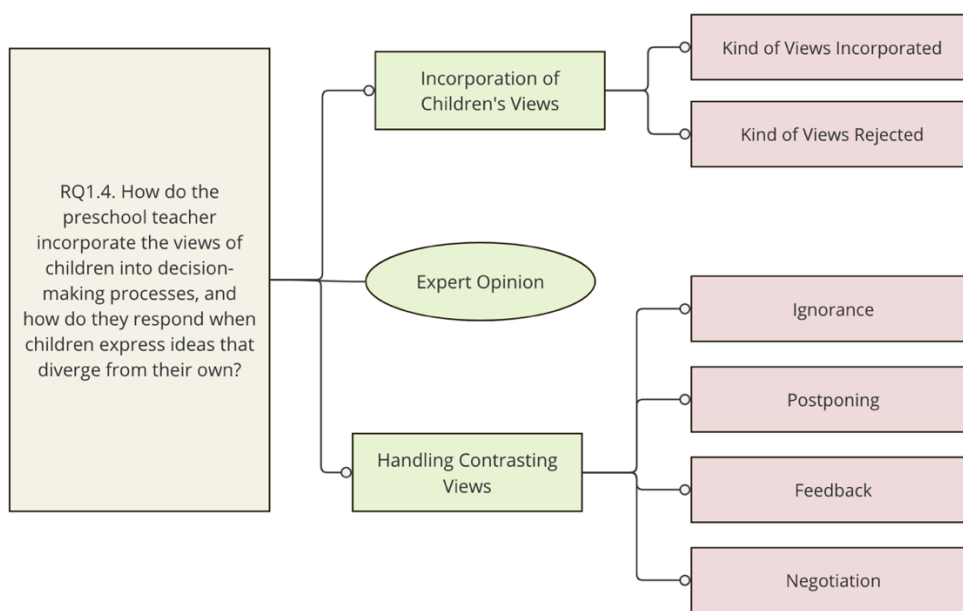 RQ1.4. How do the
preschool teacher
incorporate the views of
children into decision-
making processes, and
how do they respond when
children express ideas that
diverge from their own?
Incorporation of
Children's Views
Kind of Views Incorporated
Kind of Views Rejected
Expert Opinion
Handling Contrasting
Views
Ignorance
Postponing
Feedback
Negotiation